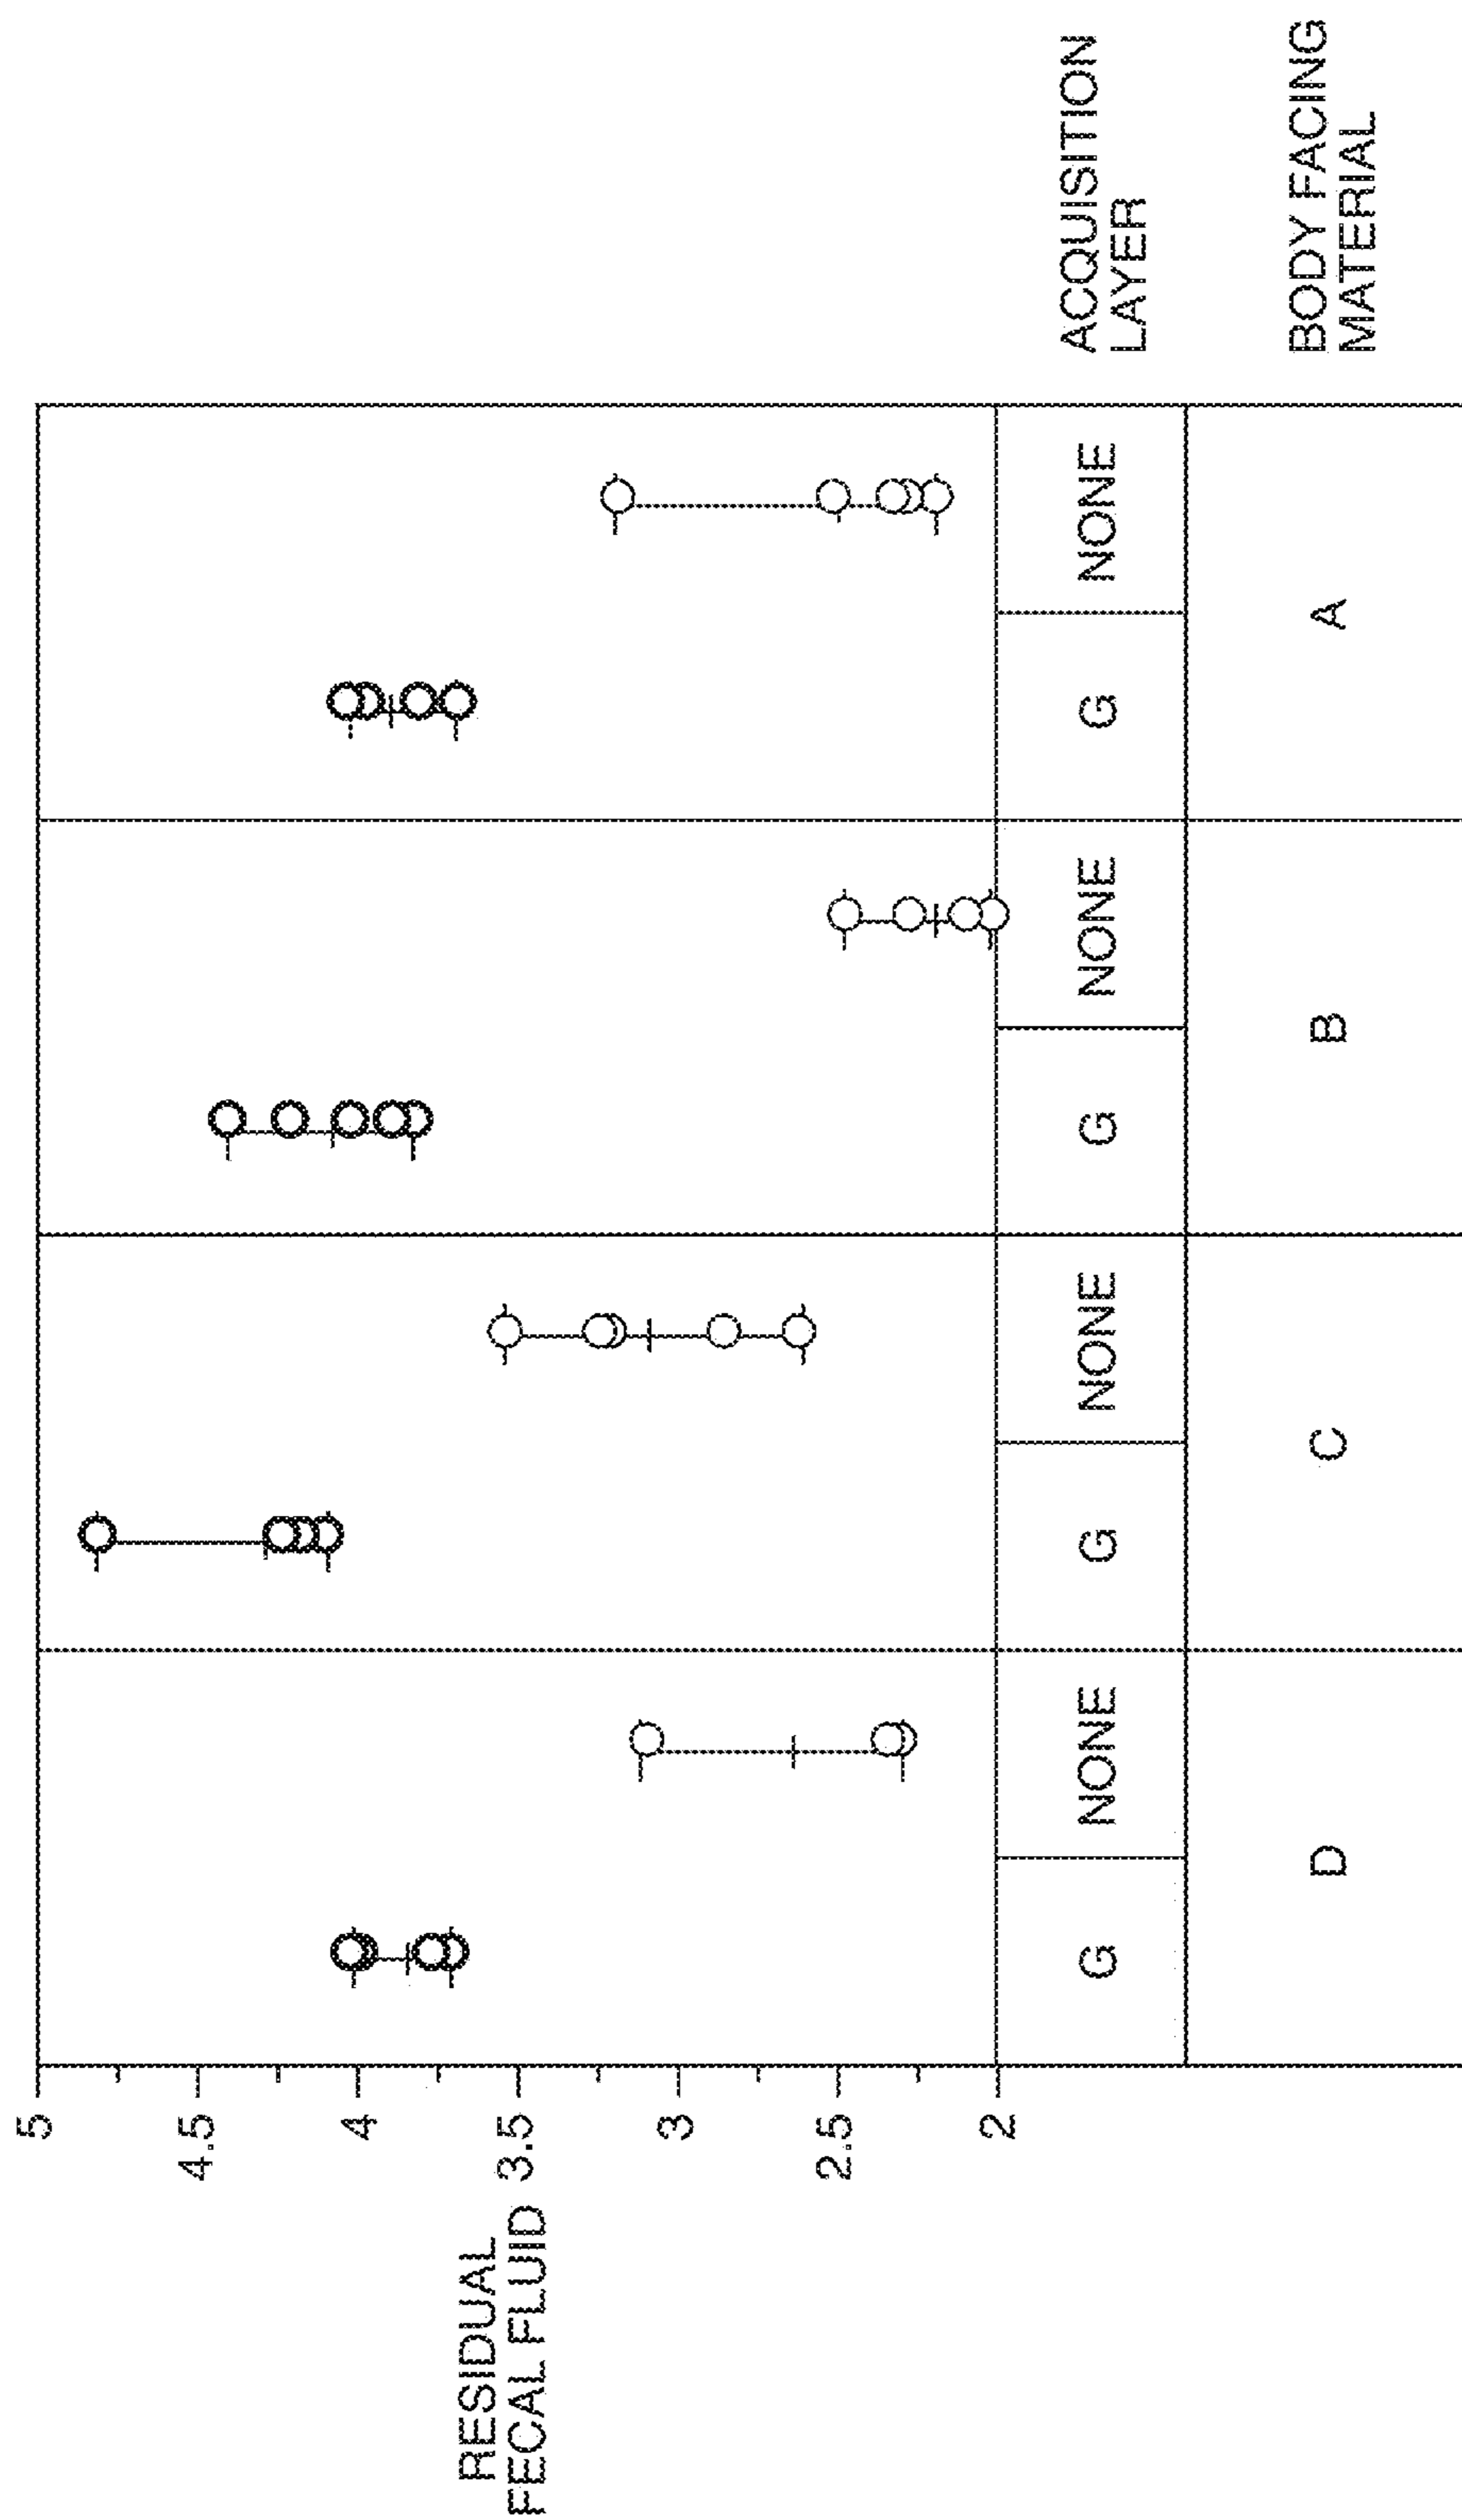 RESIDUAL
FECAL FLUID
5
4.5
4
3.5
3
2.5
2
G NONE G NONE G NONE G NONE
ACQUISITION
LAYER
D C B A
BODY FACING
MATERIAL